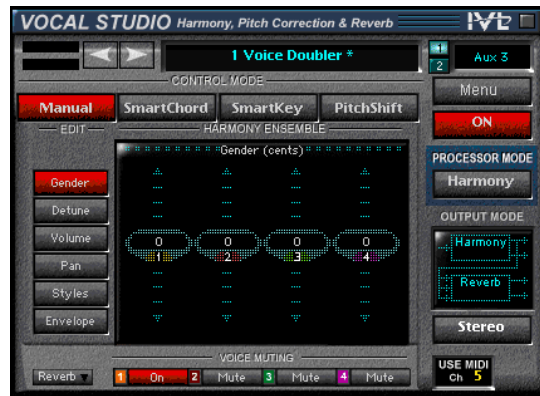 VOCAL STUDIO Harmony, Pitch Correction & Reverb IVL
1 Voice Doubler *
1
2
Aux 3
CONTROL MODE
Menu
Manual SmartChord SmartKey PitchShift
ON
EDIT
HARMONY ENSEMBLE
Gender (cents)
PROCESSOR MODE
Harmony
Gender
Detune
Volume
Pan
Styles
Envelope
0 0 0 0
1 2 3 4
OUTPUT MODE
Harmony
Reverb
Stereo
VOICE MUTING
Reverb
1 On 2 Mute 3 Mute 4 Mute
USE MIDI
Ch 5